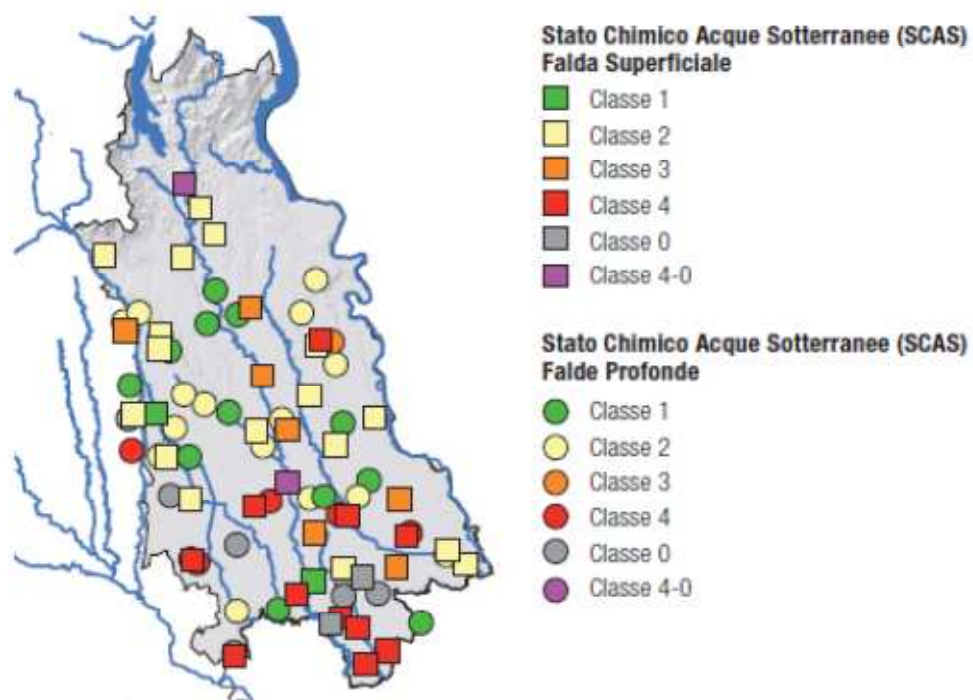 Stato Chimico Acque Sotterranee (SCAS)
Falda Superficiale
Classe 1
Classe 2
Classe 3
Classe 4
Classe 0
Classe 4-0
Stato Chimico Acque Sotterranee (SCAS)
Falde Profonde
Classe 1
Classe 2
Classe 3
Classe 4
Classe 0
Classe 4-0